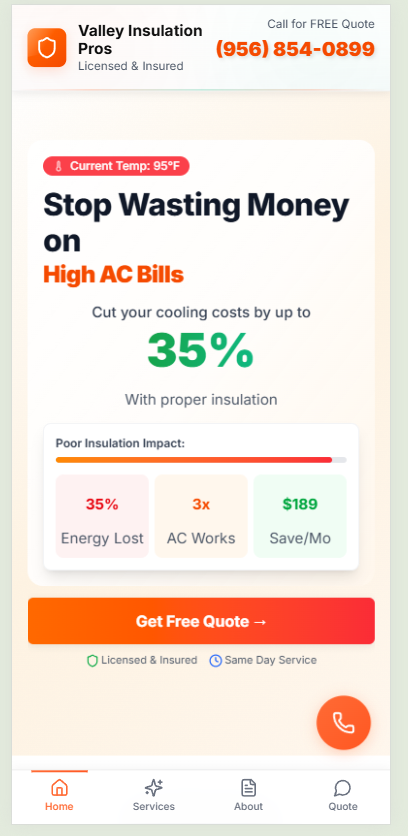 Valley Insulation
Pros
Licensed & Insured
Call for FREE Quote
(956) 854-0899
Current Temp: 95°F
Stop Wasting Money
on
High AC Bills
Cut your cooling costs by up to
35%
With proper insulation
Poor Insulation Impact:
35%
Energy Lost
3x
AC Works
$189
Save/Mo
Get Free Quote →
Licensed & Insured
Same Day Service
Home
Services
About
Quote